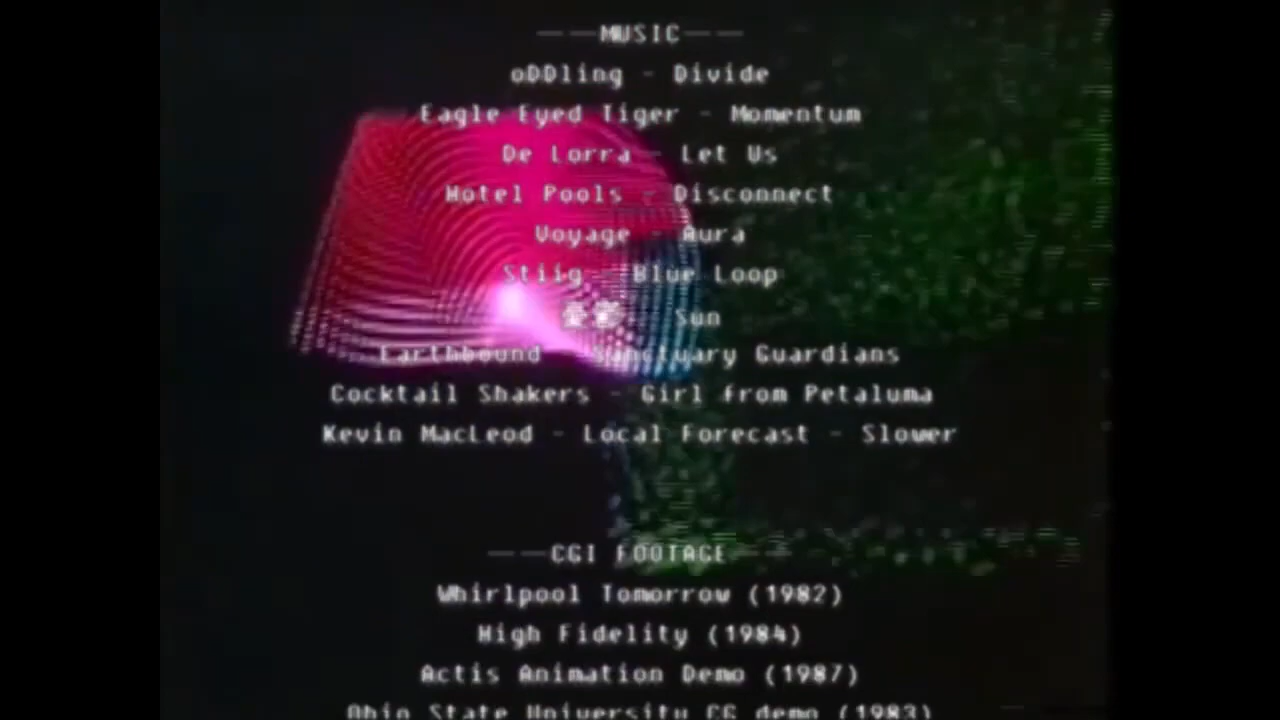 ———MUSIC———
oDDling - Divide
Eagle Eyed Tiger - Momentum
De Lorra - Let Us
Hotel Pools - Disconnect
Voyage - Aura
Stiig - Blue Loop
- Sun
Earthbound - Sanctuary Guardians
Cocktail Shakers - Girl from Petaluma
Kevin MacLeod - Local Forecast - Slower
———CGI FOOTAGE———
Whirlpool Tomorrow (1982)
High Fidelity (1984)
Actis Animation Demo (1987)
Ohio State University CG demo (1983)